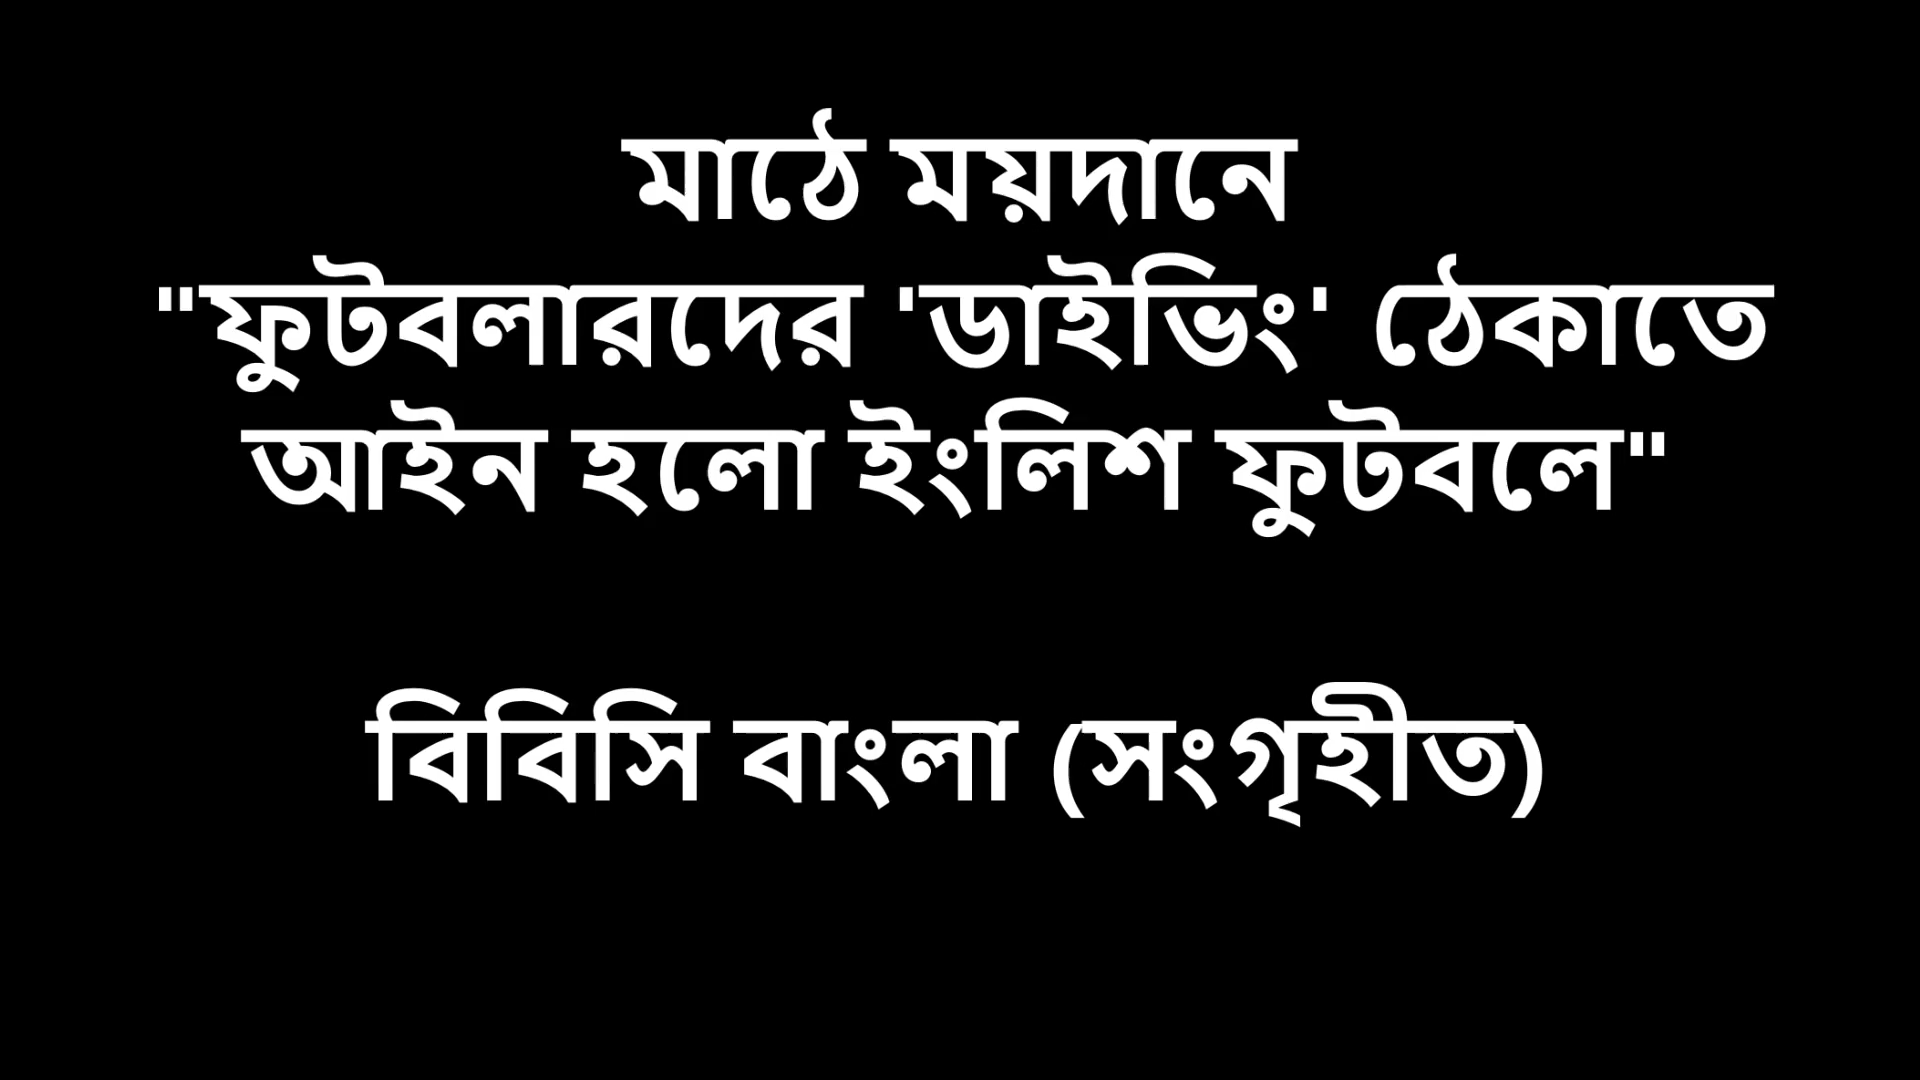 মাঠে ময়দানে
"ফুটবলারদের 'ডাইভিং' ঠেকাতে
আইন হলো ইংলিশ ফুটবলে"
বিবিসি বাংলা (সংগৃহীত)